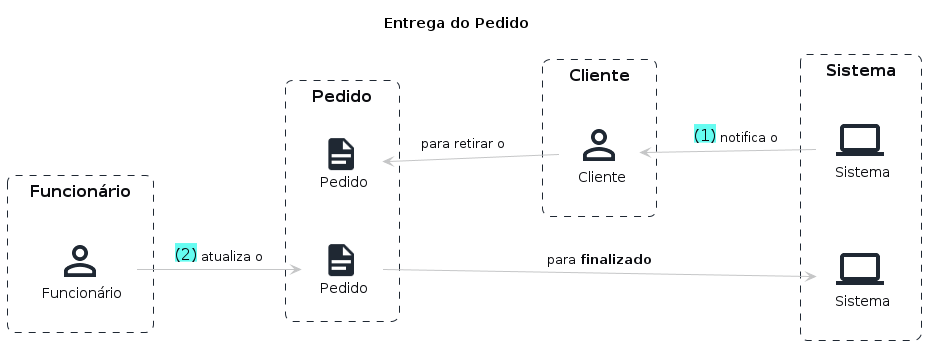 Entrega do Pedido
Sistema
Cliente
Pedido
(1) notifica o
para retirar o
Sistema
Cliente
Pedido
Funcionário
(2) atualiza o
para finalizado
Pedido
Funcionário
Sistema